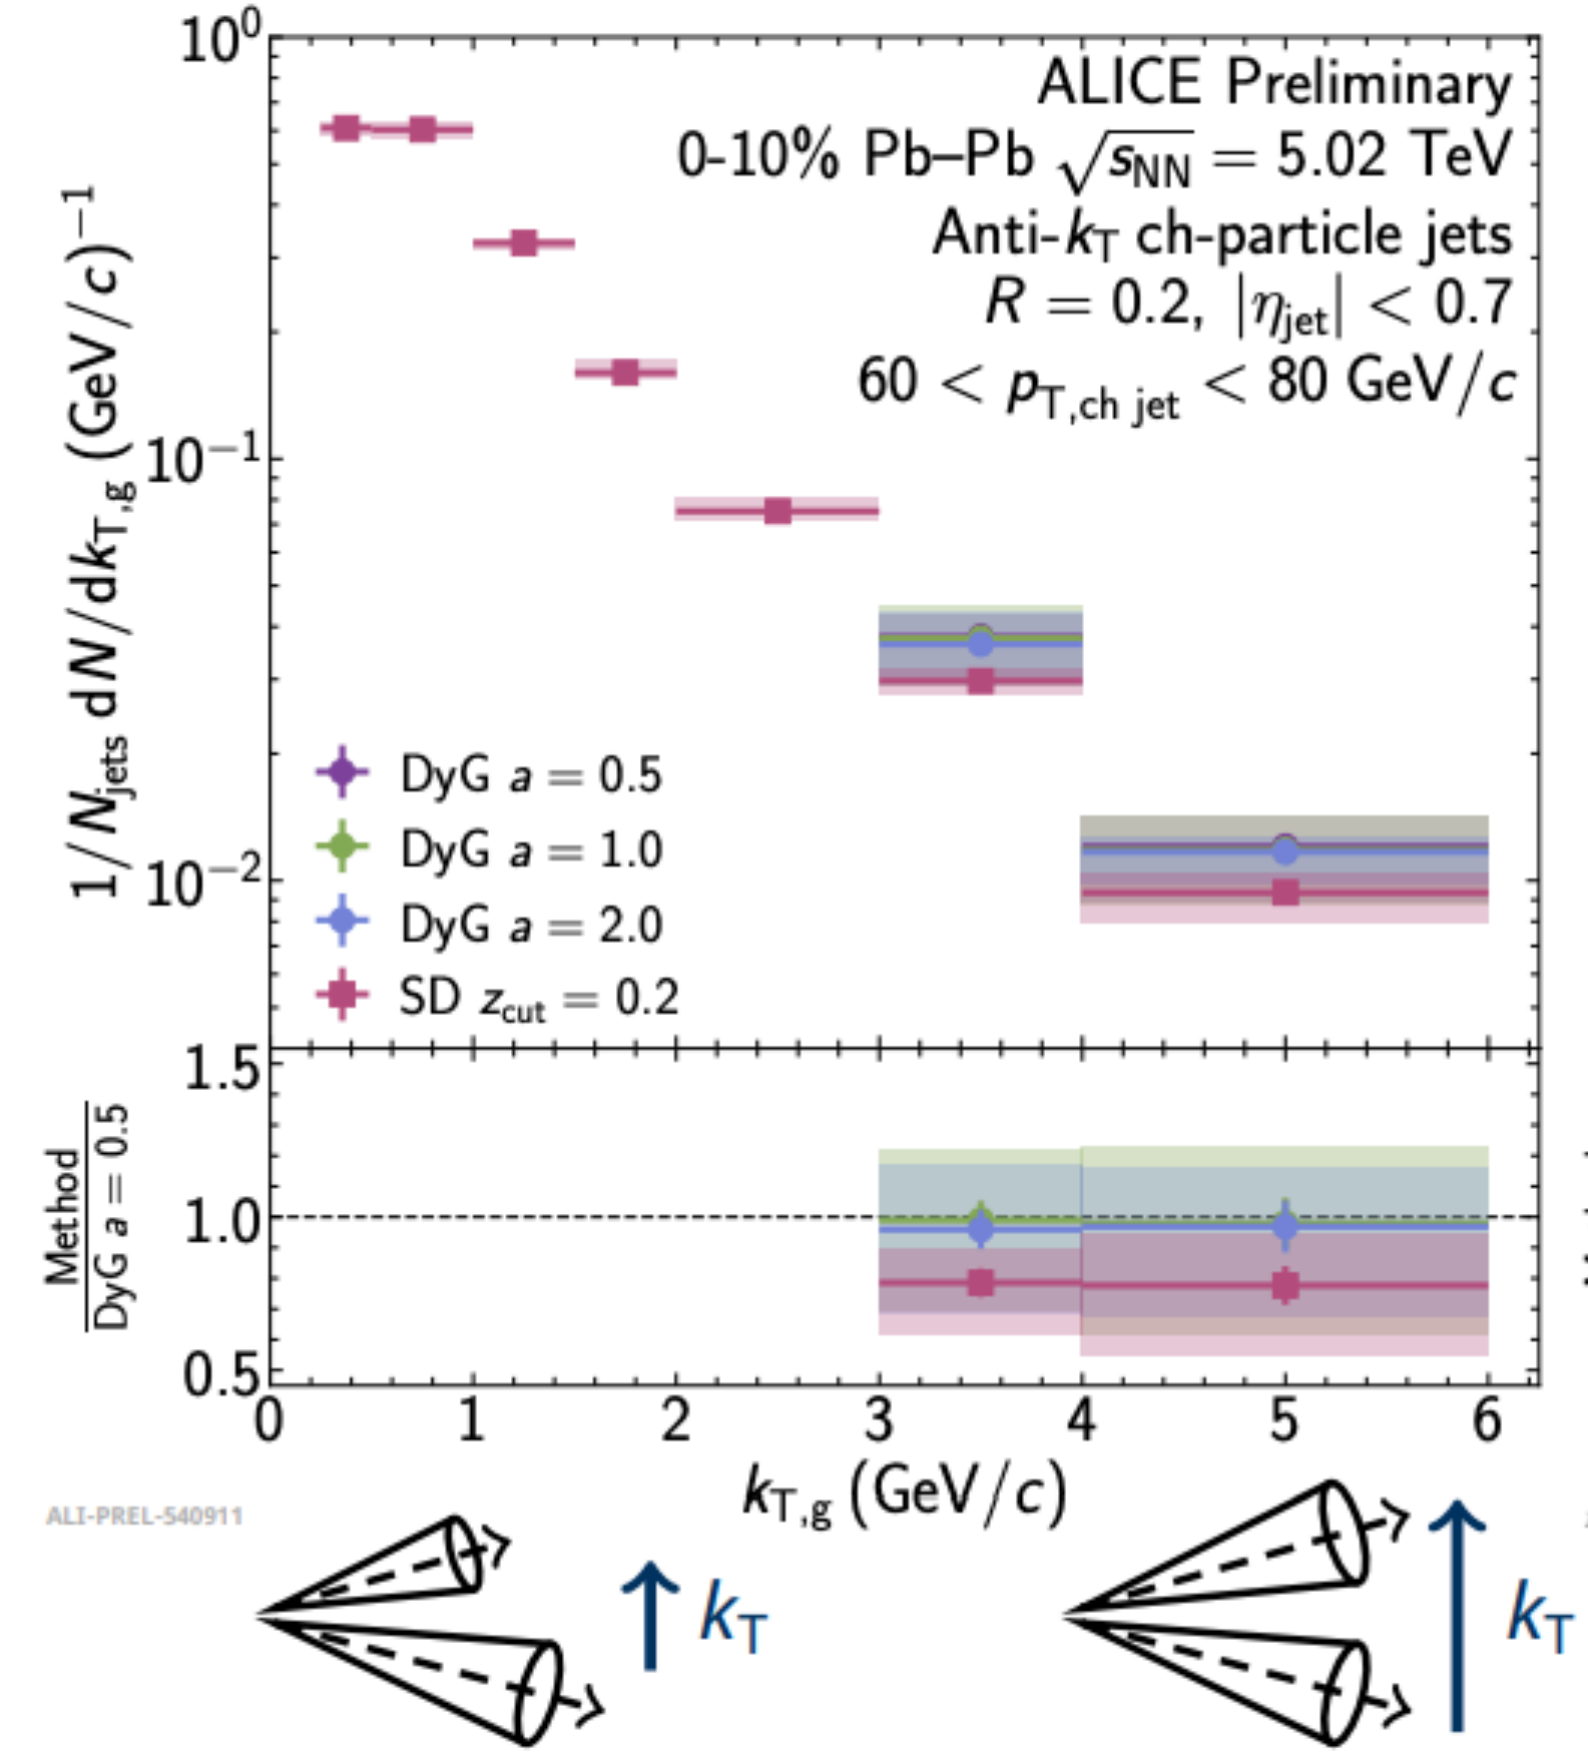 10⁰
ALICE Preliminary
0-10% Pb–Pb √sNN = 5.02 TeV
Anti-kT ch-particle jets
R = 0.2, |ηjet| < 0.7
60 < pT,ch jet < 80 GeV/c
1/Njets dN/dkT,g (GeV/c)⁻¹
10⁻¹
DyG a = 0.5
DyG a = 1.0
10⁻²
DyG a = 2.0
SD zcut = 0.2
1.5
Method
DyG a = 0.5
1.0
0.5
0 1 2 3 4 5 6
kT,g (GeV/c)
ALI-PREL-540911
kT
kT